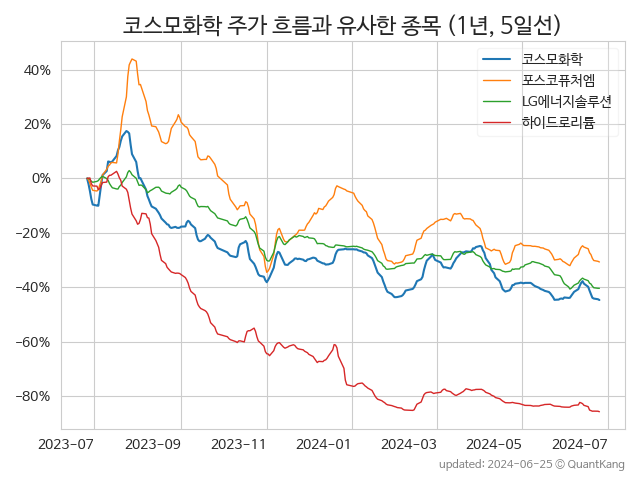 코스모화학 주가 흐름과 유사한 종목 (1년, 5일선)
코스모화학
포스코퓨처엠
LG에너지솔루션
하이드로리튬
40%
20%
0%
−20%
−40%
−60%
−80%
2023-07 2023-09 2023-11 2024-01 2024-03 2024-05 2024-07
updated: 2024-06-25 ⓒ QuantKang